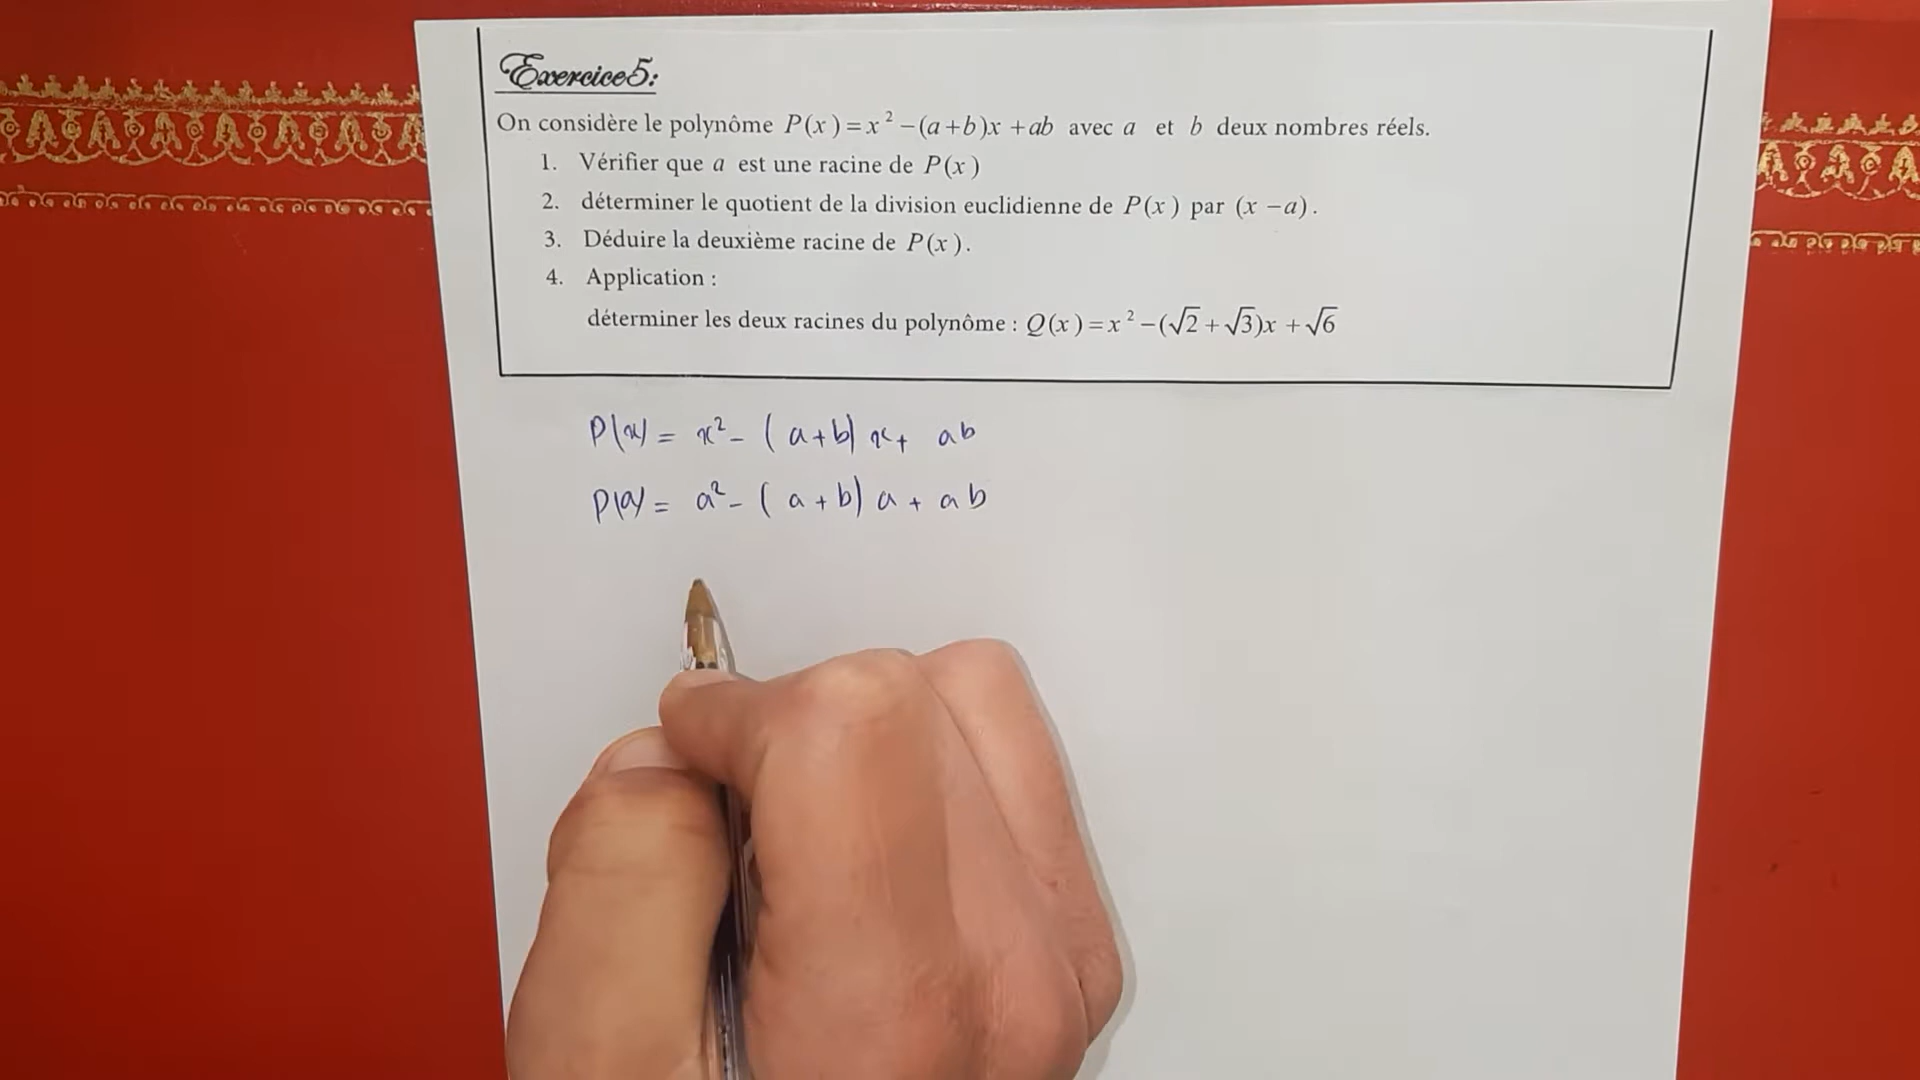 Exercice5:
On considère le polynôme P(x)=x²-(a+b)x+ab avec a et b deux nombres réels.
1. Vérifier que a est une racine de P(x)
2. déterminer le quotient de la division euclidienne de P(x) par (x-a).
3. Déduire la deuxième racine de P(x).
4. Application :
déterminer les deux racines du polynôme : Q(x)=x²-(√2+√3)x+√6
P(x) = x² - (a+b) x + ab
P(a) = a² - (a+b) a + ab